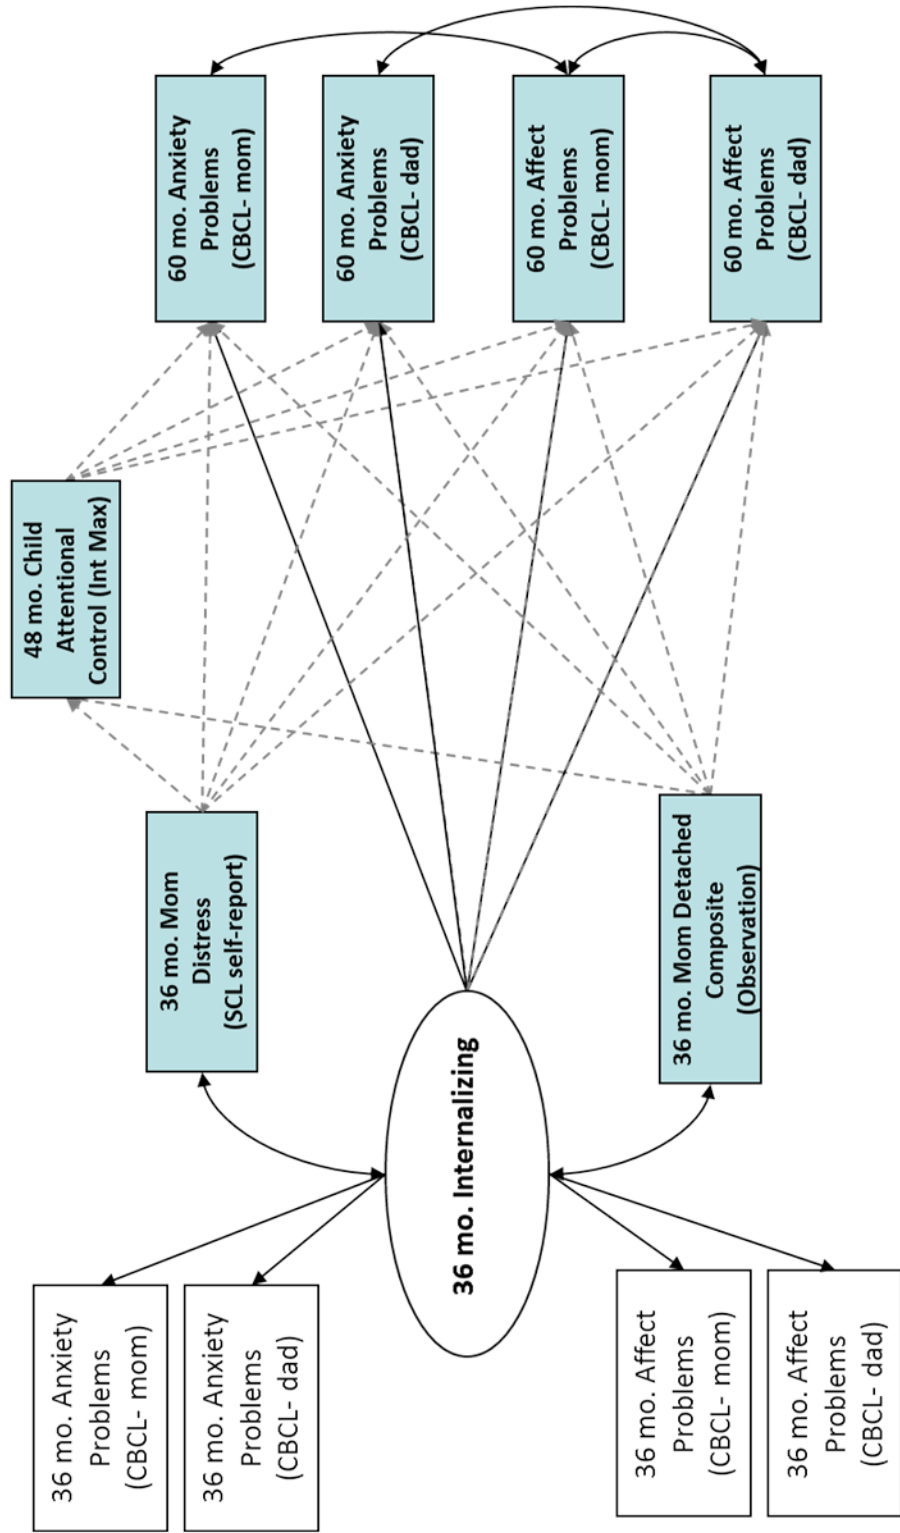 36 mo. Anxiety
Problems
(CBCL- mom)
36 mo. Anxiety
Problems
(CBCL- dad)
36 mo. Affect
Problems
(CBCL- mom)
36 mo. Affect
Problems
(CBCL- dad)
36 mo. Internalizing
36 mo. Mom
Distress
(SCL self-report)
36 mo. Mom Detached
Composite
(Observation)
48 mo. Child
Attentional
Control (Int Max)
60 mo. Anxiety
Problems
(CBCL- mom)
60 mo. Anxiety
Problems
(CBCL- dad)
60 mo. Affect
Problems
(CBCL- mom)
60 mo. Affect
Problems
(CBCL- dad)